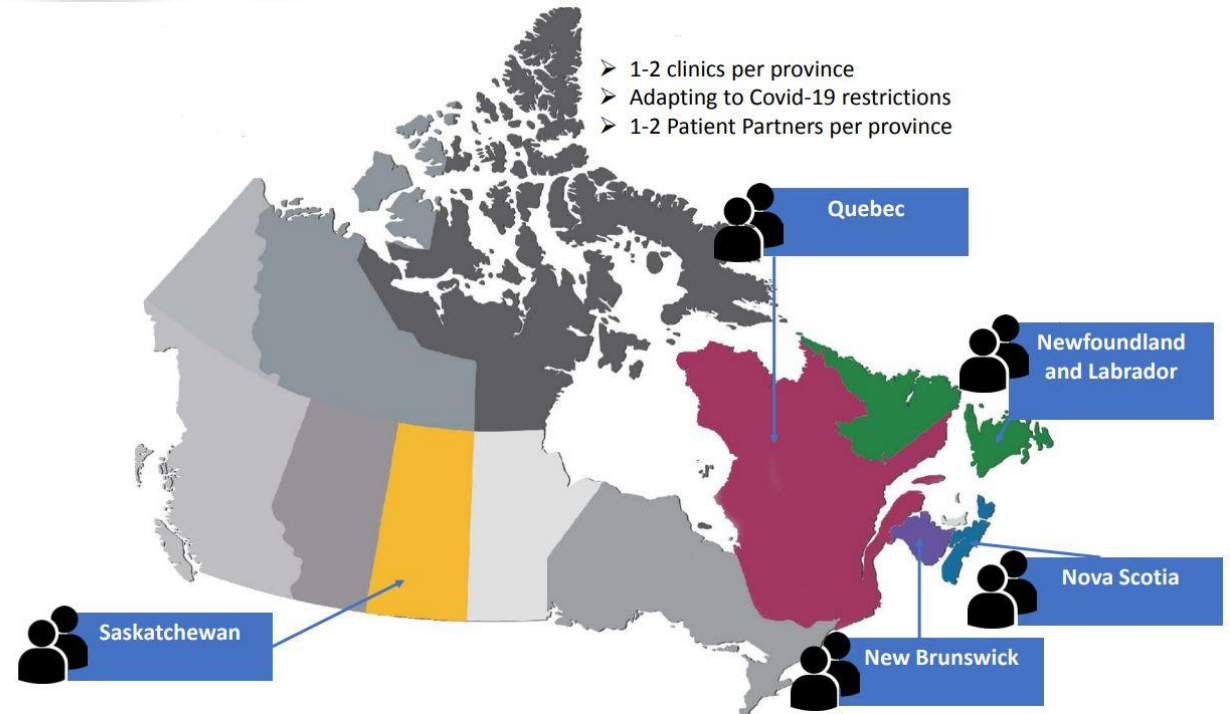 ➢ 1-2 clinics per province
➢ Adapting to Covid-19 restrictions
➢ 1-2 Patient Partners per province
Quebec
Newfoundland
and Labrador
Nova Scotia
Saskatchewan
New Brunswick